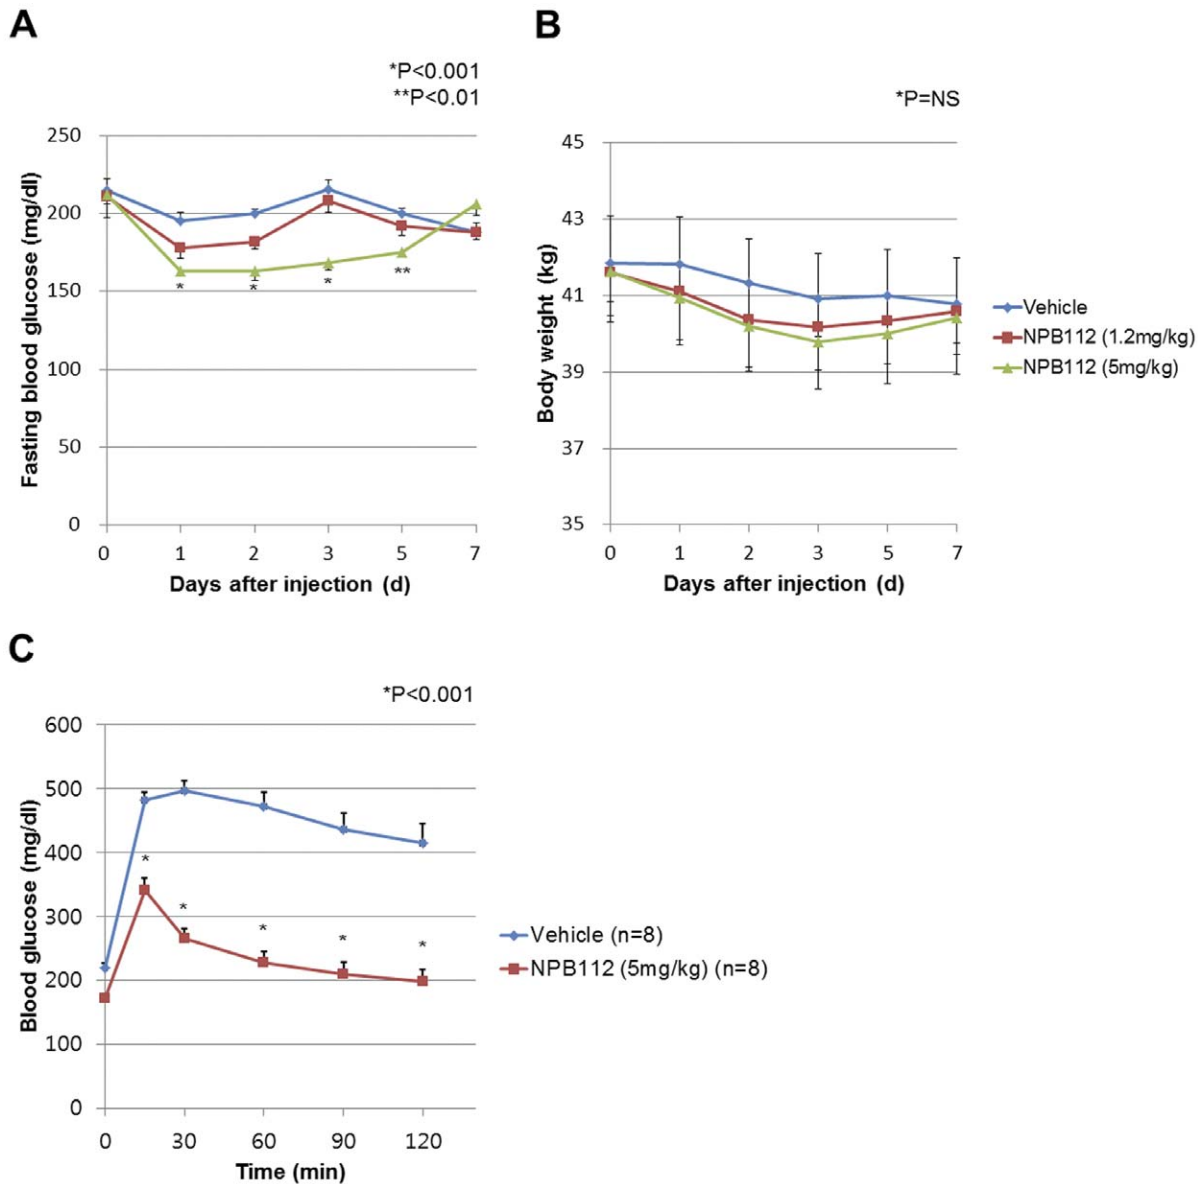 A
*P<0.001
**P<0.01
Fasting blood glucose (mg/dl)
250
200
150
100
50
0
0 1 2 3 5 7
Days after injection (d)
* * * **
B
*P=NS
Body weight (kg)
45
43
41
39
37
35
0 1 2 3 5 7
Days after injection (d)
Vehicle
NPB112 (1.2mg/kg)
NPB112 (5mg/kg)
C
*P<0.001
Blood glucose (mg/dl)
600
500
400
300
200
100
0
* * * * *
0 30 60 90 120
Time (min)
Vehicle (n=8)
NPB112 (5mg/kg) (n=8)